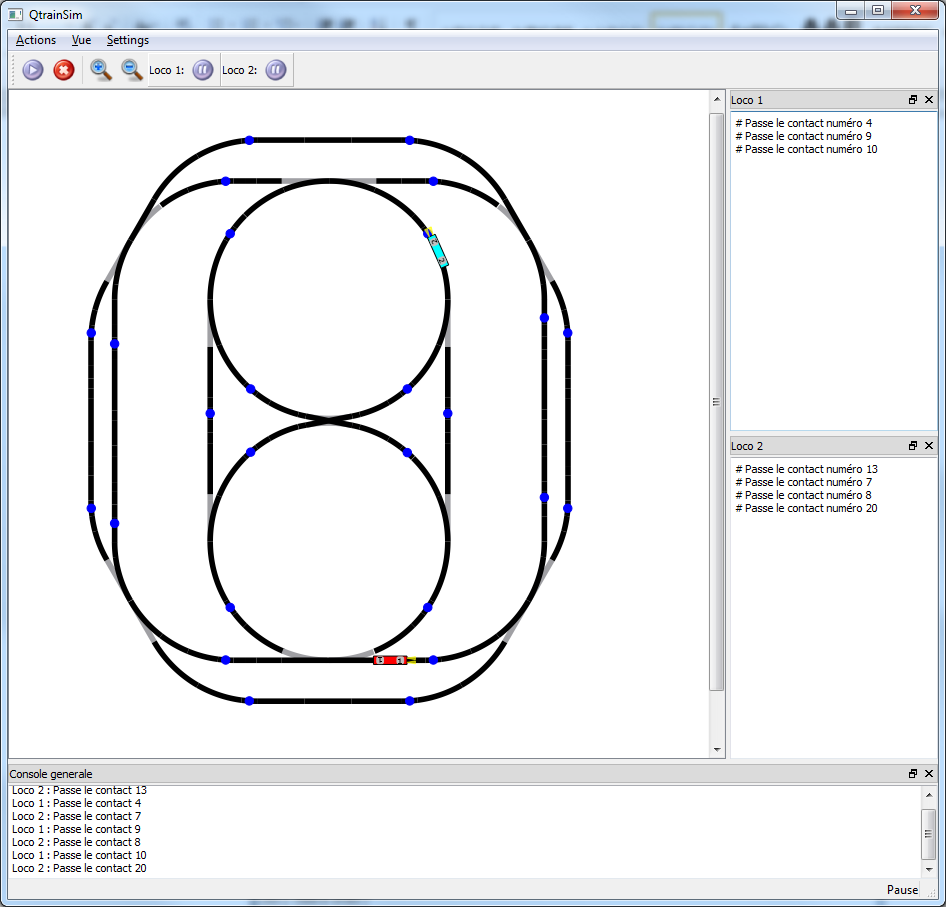 QtrainSim
Actions Vue Settings
Loco 1: Loco 2:
Loco 1
# Passe le contact numéro 4
# Passe le contact numéro 9
# Passe le contact numéro 10
Loco 2
# Passe le contact numéro 13
# Passe le contact numéro 7
# Passe le contact numéro 8
# Passe le contact numéro 20
Console generale
Loco 2 : Passe le contact 13
Loco 1 : Passe le contact 4
Loco 2 : Passe le contact 7
Loco 1 : Passe le contact 9
Loco 2 : Passe le contact 8
Loco 1 : Passe le contact 10
Loco 2 : Passe le contact 20
Pause